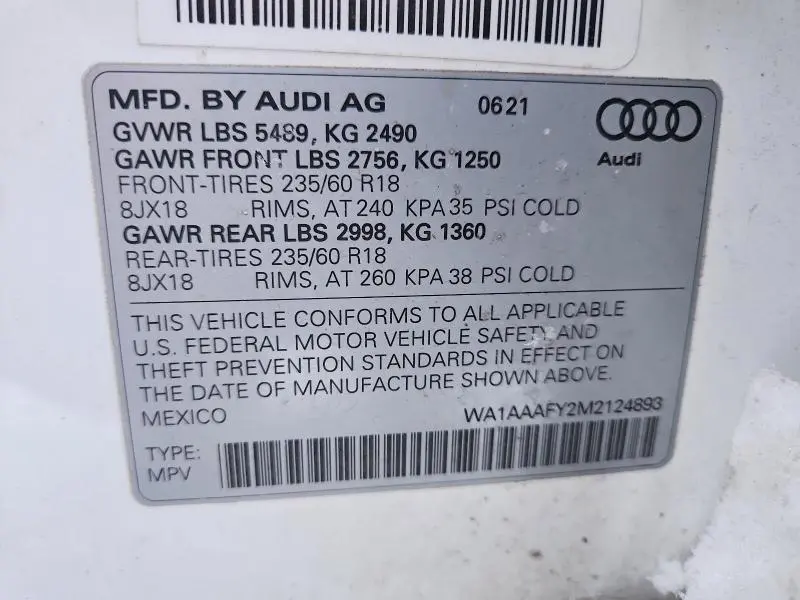 MFD. BY AUDI AG 0621
GVWR LBS 5489, KG 2490
GAWR FRONT LBS 2756, KG 1250
Audi
FRONT-TIRES 235/60 R18
8JX18 RIMS, AT 240 KPA 35 PSI COLD
GAWR REAR LBS 2998, KG 1360
REAR-TIRES 235/60 R18
8JX18 RIMS, AT 260 KPA 38 PSI COLD
THIS VEHICLE CONFORMS TO ALL APPLICABLE
U.S. FEDERAL MOTOR VEHICLE SAFETY AND
THEFT PREVENTION STANDARDS IN EFFECT ON
THE DATE OF MANUFACTURE SHOWN ABOVE.
MEXICO WA1AAAFY2M2124893
TYPE:
MPV